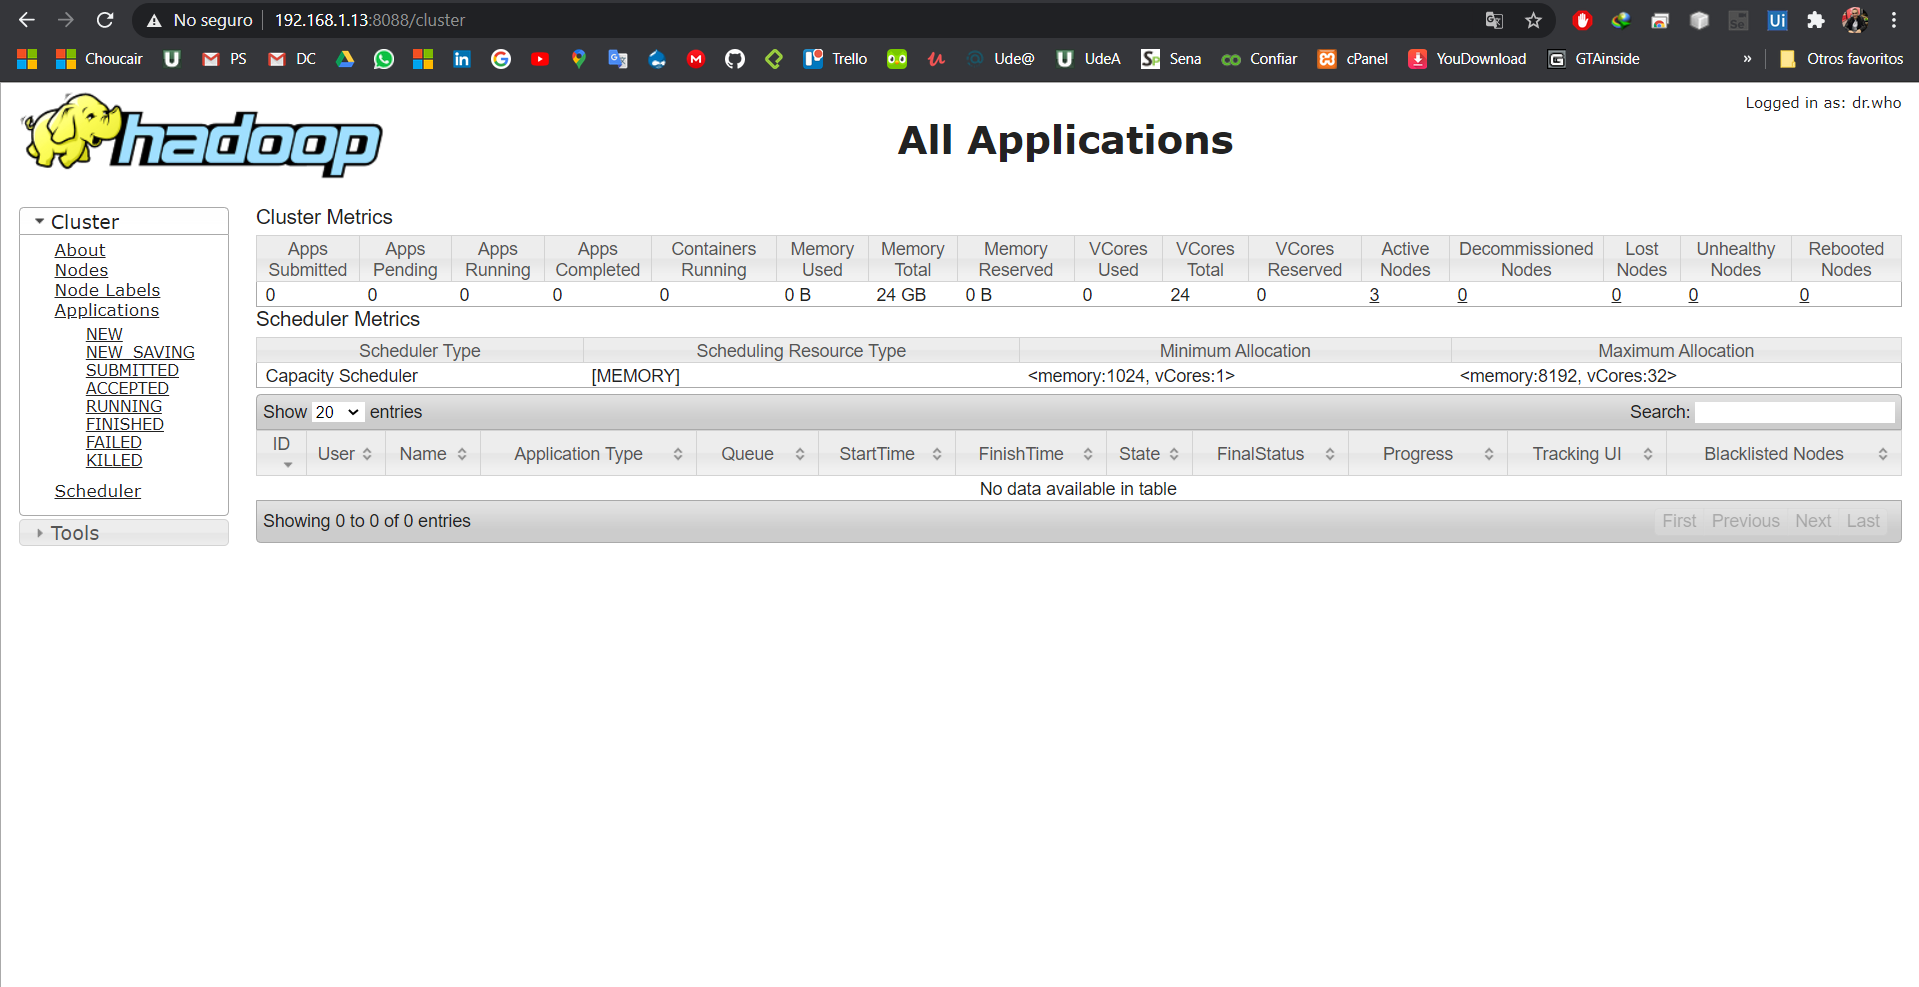 No seguro 192.168.1.13:8088/cluster
Choucair PS DC Trello Ude@ UdeA Sena Confiar cPanel YouDownload GTAinside » Otros favoritos
Logged in as: dr.who
hadoop
All Applications
Cluster
About
Nodes
Node Labels
Applications
NEW
NEW_SAVING
SUBMITTED
ACCEPTED
RUNNING
FINISHED
FAILED
KILLED
Scheduler
Tools
Cluster Metrics
Apps Submitted Apps Pending Apps Running Apps Completed Containers Running Memory Used Memory Total Memory Reserved VCores Used VCores Total VCores Reserved Active Nodes Decommissioned Nodes Lost Nodes Unhealthy Nodes Rebooted Nodes
0 0 0 0 0 0 B 24 GB 0 B 0 24 0 3 0 0 0 0
Scheduler Metrics
Scheduler Type Scheduling Resource Type Minimum Allocation Maximum Allocation
Capacity Scheduler [MEMORY] <memory:1024, vCores:1> <memory:8192, vCores:32>
Show 20 entries Search:
ID User Name Application Type Queue StartTime FinishTime State FinalStatus Progress Tracking UI Blacklisted Nodes
No data available in table
Showing 0 to 0 of 0 entries First Previous Next Last